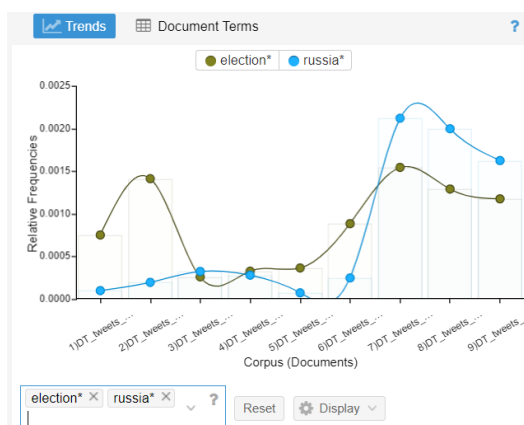 Trends
Document Terms
?
election*
russia*
0.0025
0.0020
0.0015
0.0010
0.0005
0.0000
Relative Frequencies
1)DT_tweets_...
2)DT_tweets_...
3)DT_tweets_...
4)DT_tweets_...
5)DT_tweets_...
6)DT_tweets_...
7)DT_tweets_...
8)DT_tweets_...
9)DT_tweets_...
Corpus (Documents)
election* × russia* × ?
Reset
Display